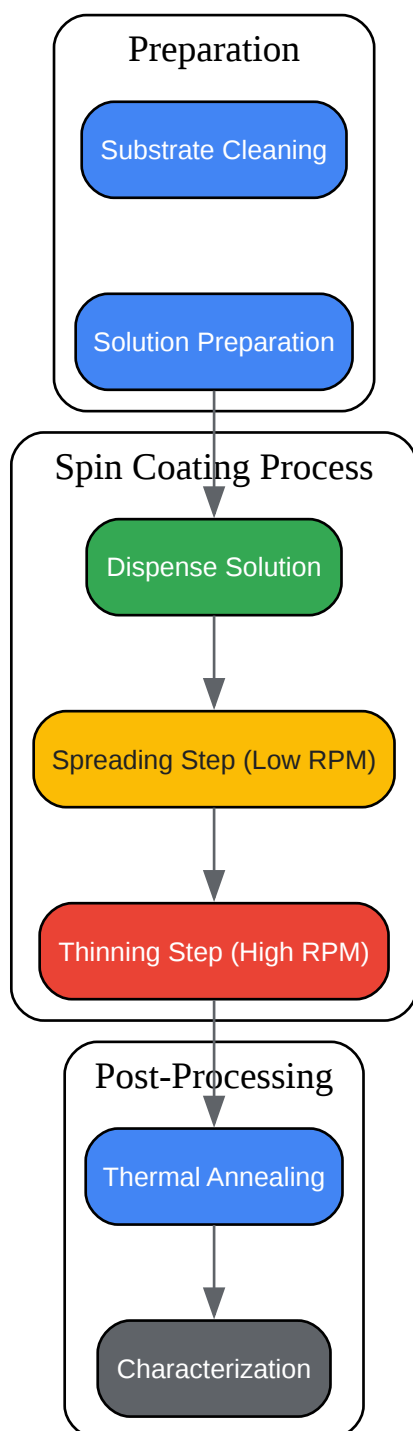 Preparation
Substrate Cleaning
Solution Preparation
Spin Coating Process
Dispense Solution
Spreading Step (Low RPM)
Thinning Step (High RPM)
Post-Processing
Thermal Annealing
Characterization